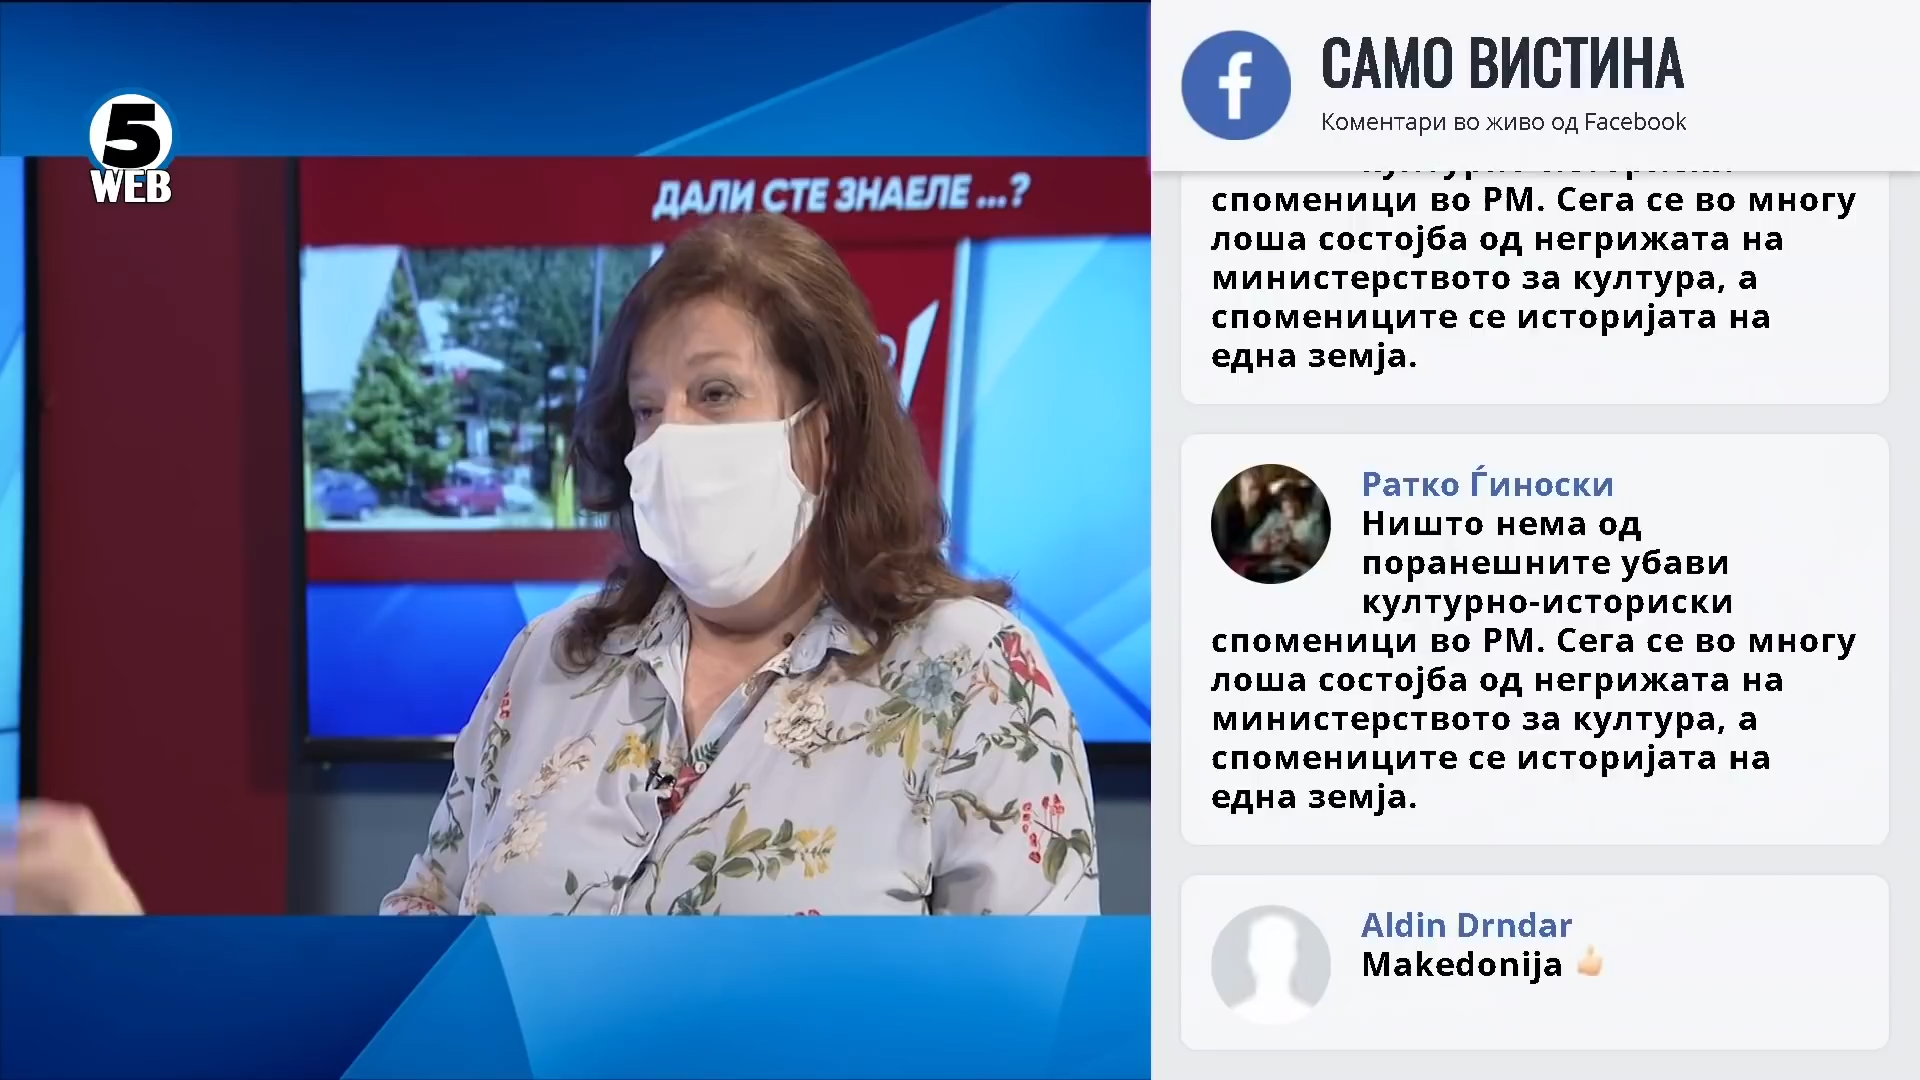 5
WEB
ДАЛИ СТЕ ЗНАЕЛЕ ...?
САМО ВИСТИНА
Коментари во живо од Facebook
споменици во РМ. Сега се во многу
лоша состојба од негрижата на
министерството за култура, а
спомениците се историјата на
една земја.
Ратко Ѓиноски
Ништо нема од
поранешните убави
културно-историски
споменици во РМ. Сега се во многу
лоша состојба од негрижата на
министерството за култура, а
спомениците се историјата на
една земја.
Aldin Drndar
Makedonija 👍🏻